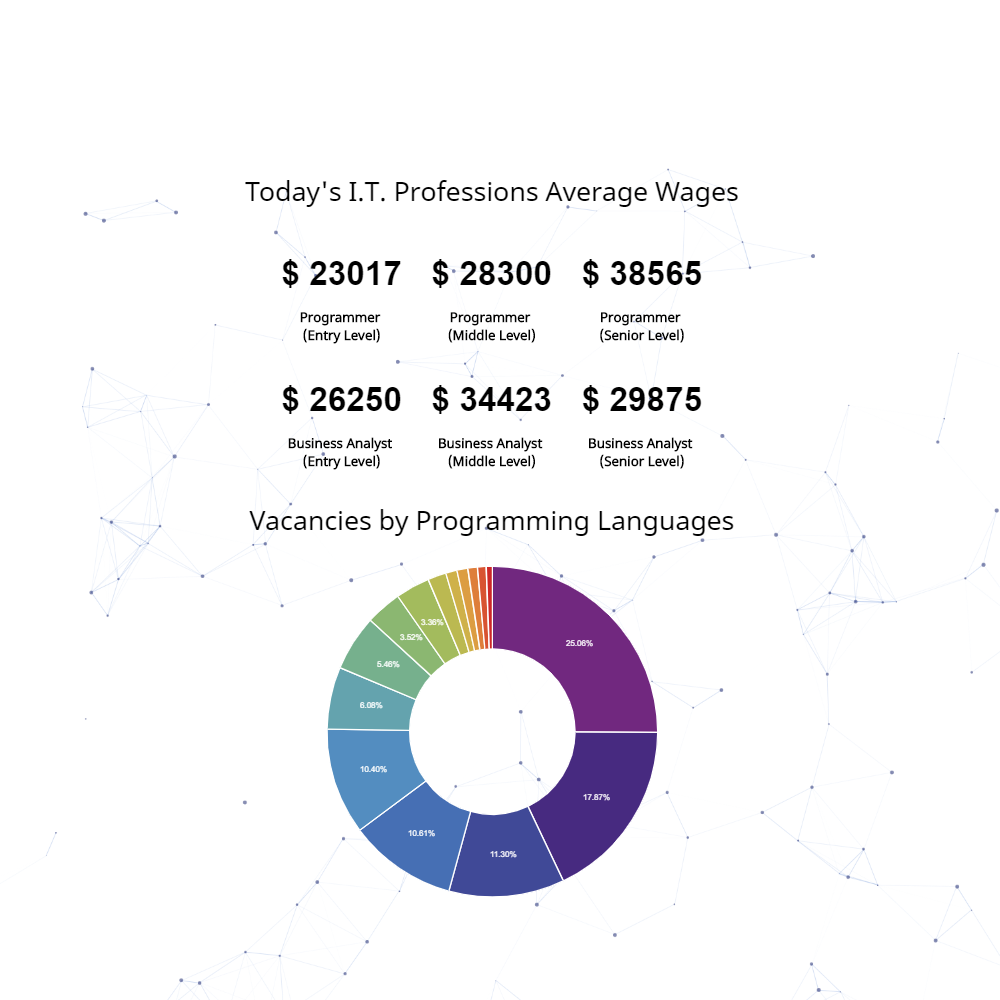 Today's I.T. Professions Average Wages
$ 23017 $ 28300 $ 38565
Programmer Programmer Programmer
(Entry Level) (Middle Level) (Senior Level)
$ 26250 $ 34423 $ 29875
Business Analyst Business Analyst Business Analyst
(Entry Level) (Middle Level) (Senior Level)
Vacancies by Programming Languages
3.36%
3.52%
25.06%
5.46%
6.06%
10.40%
17.87%
10.61%
11.30%